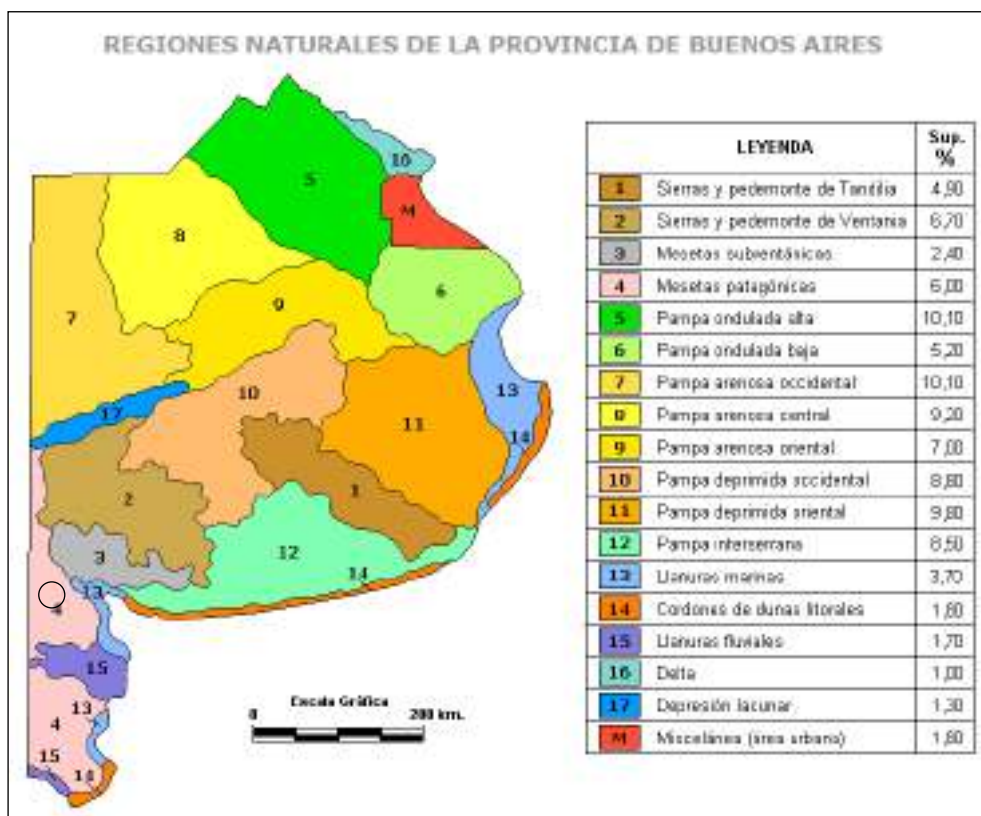 REGIONES NATURALES DE LA PROVINCIA DE BUENOS AIRES
16
5
M
8
6
7
9
13
10
17
11
14
1
2
12
3
14
13
4
15
13
4
15
14
Escala Gráfica
0 200 km.
LEYENDA Sup. %
1 Sierras y pedemonte de Tandilia 4,90
2 Sierras y pedemonte de Ventania 6,70
3 Mesetas subventánicas 2,40
4 Mesetas patagónicas 6,00
5 Pampa ondulada alta 10,10
6 Pampa ondulada baja 5,20
7 Pampa arenosa occidental 10,10
8 Pampa arenosa central 9,20
9 Pampa arenosa oriental 7,00
10 Pampa deprimida occidental 8,80
11 Pampa deprimida oriental 9,80
12 Pampa interserrana 8,50
13 Llanuras marinas 3,70
14 Cordones de dunas litorales 1,80
15 Llanuras fluviales 1,70
16 Delta 1,00
17 Depresión lacunar 1,30
M Miscelánea (área urbana) 1,80